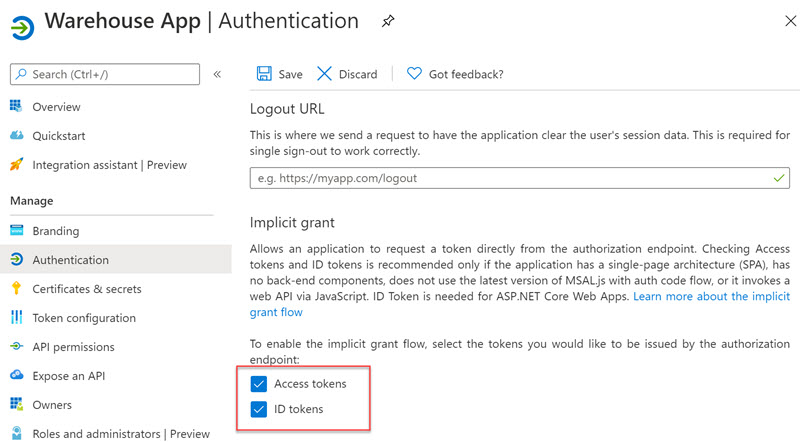 Warehouse App | Authentication
Search (Ctrl+/)
«
Overview
Quickstart
Integration assistant | Preview
Manage
Branding
Authentication
Certificates & secrets
Token configuration
API permissions
Expose an API
Owners
Roles and administrators | Preview
Save
Discard
Got feedback?
Logout URL
This is where we send a request to have the application clear the user's session data. This is required for
single sign-out to work correctly.
e.g. https://myapp.com/logout
Implicit grant
Allows an application to request a token directly from the authorization endpoint. Checking Access
tokens and ID tokens is recommended only if the application has a single-page architecture (SPA), has
no back-end components, does not use the latest version of MSAL.js with auth code flow, or it invokes a
web API via JavaScript. ID Token is needed for ASP.NET Core Web Apps. Learn more about the implicit
grant flow
To enable the implicit grant flow, select the tokens you would like to be issued by the authorization
endpoint:
Access tokens
ID tokens